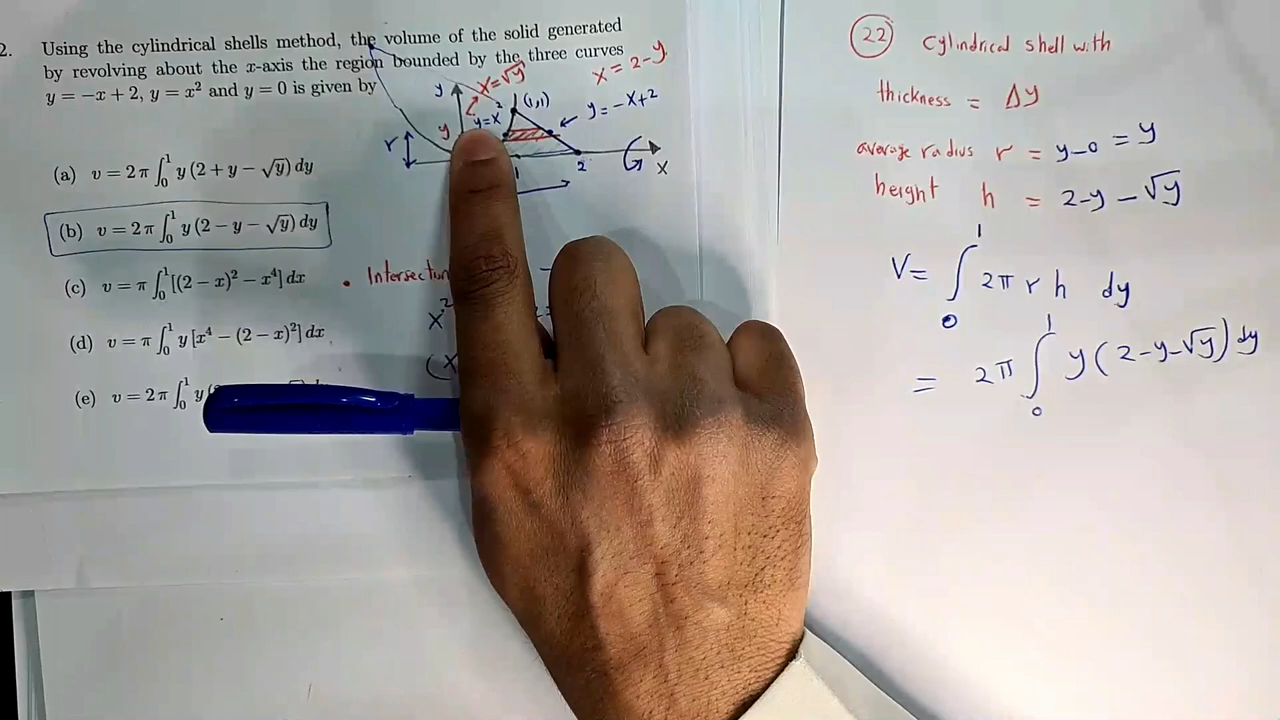 2. Using the cylindrical shells method, the volume of the solid generated
by revolving about the x-axis the region bounded by the three curves
y = −x + 2, y = x² and y = 0 is given by
(a) v = 2π ∫₀¹ y (2 + y − √y) dy
(b) v = 2π ∫₀¹ y (2 − y − √y) dy
(c) v = π ∫₀¹ [(2 − x)² − x⁴] dx
(d) v = π ∫₀¹ y [x⁴ − (2 − x)²] dx
(e) v = 2π ∫₀¹ y
x = √y
x = 2-y
y
(1,1)
y = -x+2
y = x²
y
r
1
2
x
• Intersection
x²
(x
(22) Cylindrical shell with
thickness = Δy
average radius r = y-0 = y
height h = 2-y - √y
V = ∫₀¹ 2π r h dy
= 2π ∫₀¹ y (2-y-√y) dy